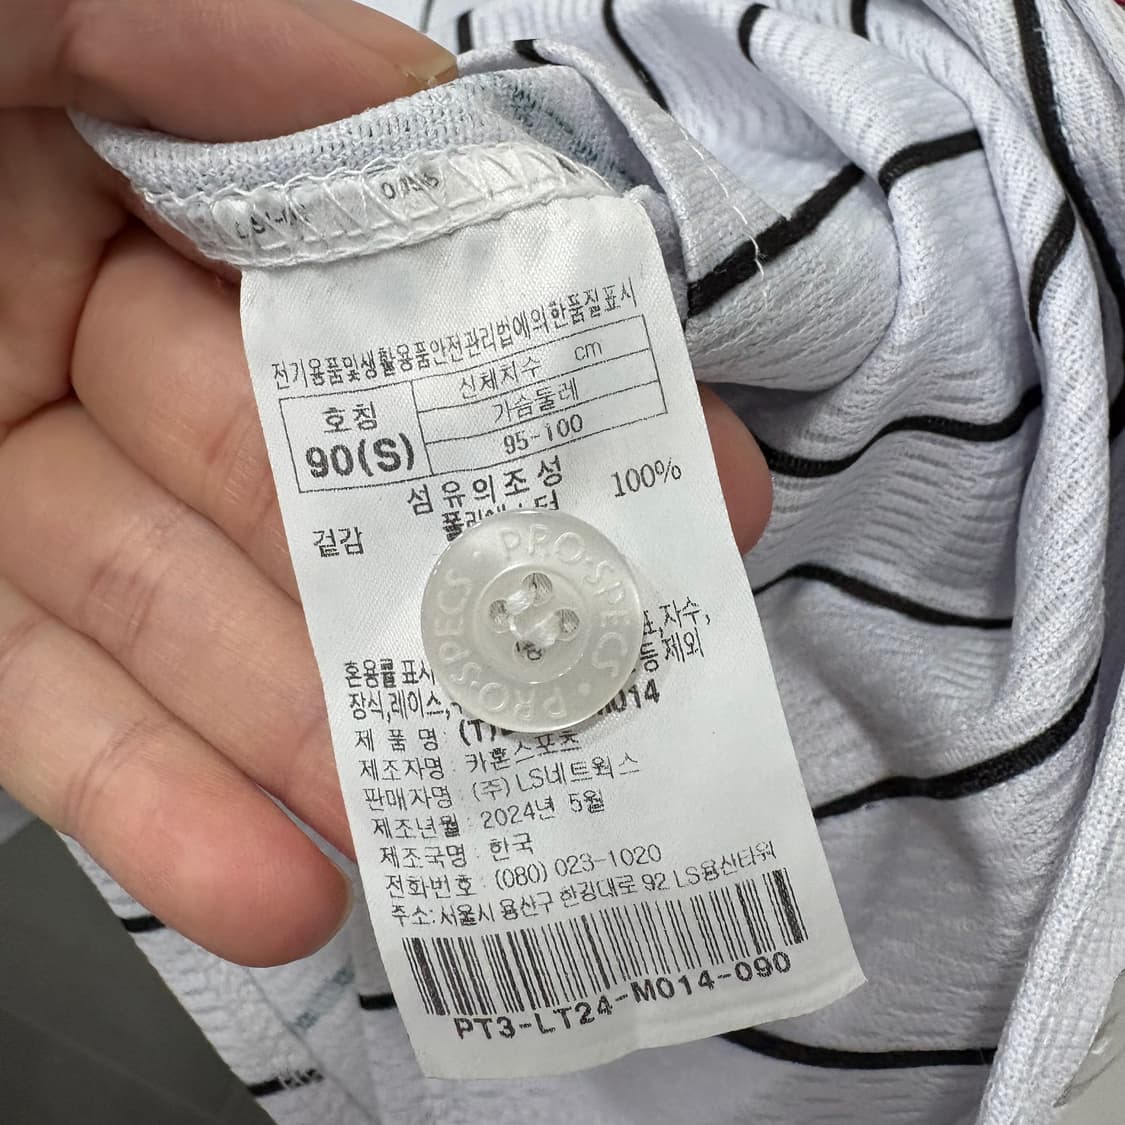 전기용품및생활용품안전관리법에의한품질표시
호칭
90(S)
신체치수 cm
가슴둘레
95-100
섬유의조성
겉감 100%
PRO·SPECS · PRO·SPECS
혼용률 표시 자수,
장식,레이스, 등 제외
제 품 명 : (T) M014
제조자명 : 카혼스포츠
판매자명 : (주)LS네트웍스
제조년월 : 2024년 5월
제조국명 : 한국
전화번호 : (080) 023-1020
주소:서울시 용산구 한강대로 92 LS용산타워
PT3-LT24-M014-090